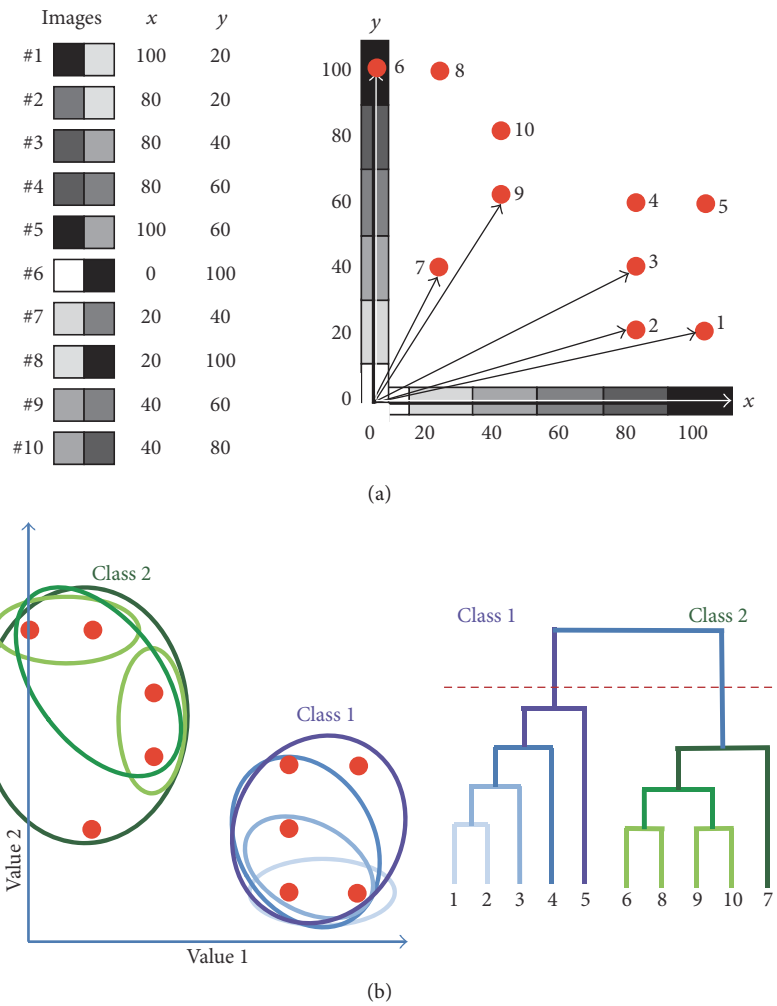 Images x y
#1 100 20
#2 80 20
#3 80 40
#4 80 60
#5 100 60
#6 0 100
#7 20 40
#8 20 100
#9 40 60
#10 40 80
y
100 6 8
80 10
60 9 4 5
40 7 3
20 2 1
0 x
0 20 40 60 80 100
(a)
Class 2
Class 1
Value 2
Value 1
Class 1 Class 2
1 2 3 4 5 6 8 9 10 7
(b)